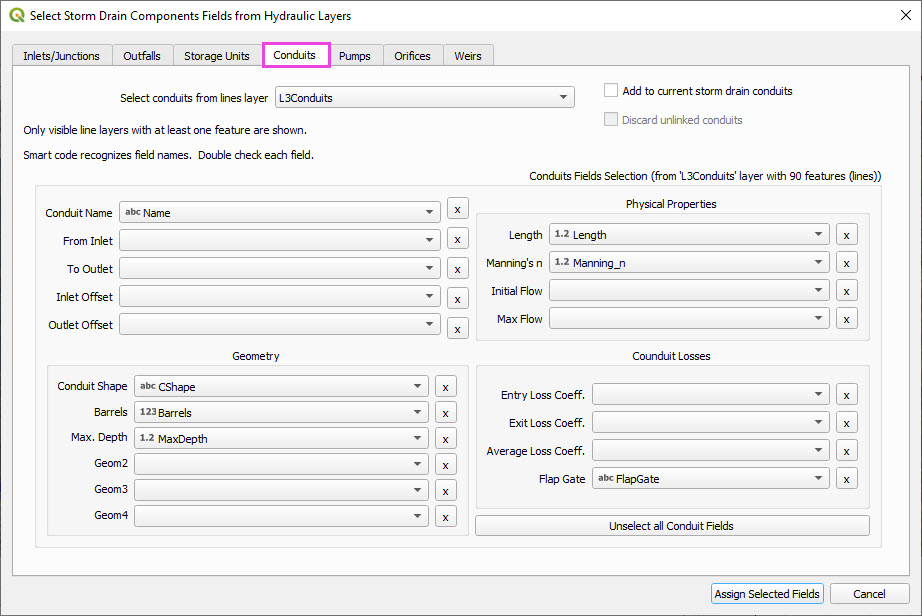 Select Storm Drain Components Fields from Hydraulic Layers
Inlets/Junctions Outfalls Storage Units Conduits Pumps Orifices Weirs
Select conduits from lines layer L3Conduits
Add to current storm drain conduits
Discard unlinked conduits
Only visible line layers with at least one feature are shown.
Smart code recognizes field names. Double check each field.
Conduits Fields Selection (from 'L3Conduits' layer with 90 features (lines))
Conduit Name abc Name x
From Inlet x
To Outlet x
Inlet Offset x
Outlet Offset x
Physical Properties
Length 1.2 Length x
Manning's n 1.2 Manning_n x
Initial Flow x
Max Flow x
Geometry
Conduit Shape abc CShape x
Barrels 123 Barrels x
Max. Depth 1.2 MaxDepth x
Geom2 x
Geom3 x
Geom4 x
Counduit Losses
Entry Loss Coeff. x
Exit Loss Coeff. x
Average Loss Coeff. x
Flap Gate abc FlapGate x
Unselect all Conduit Fields
Assign Selected Fields Cancel